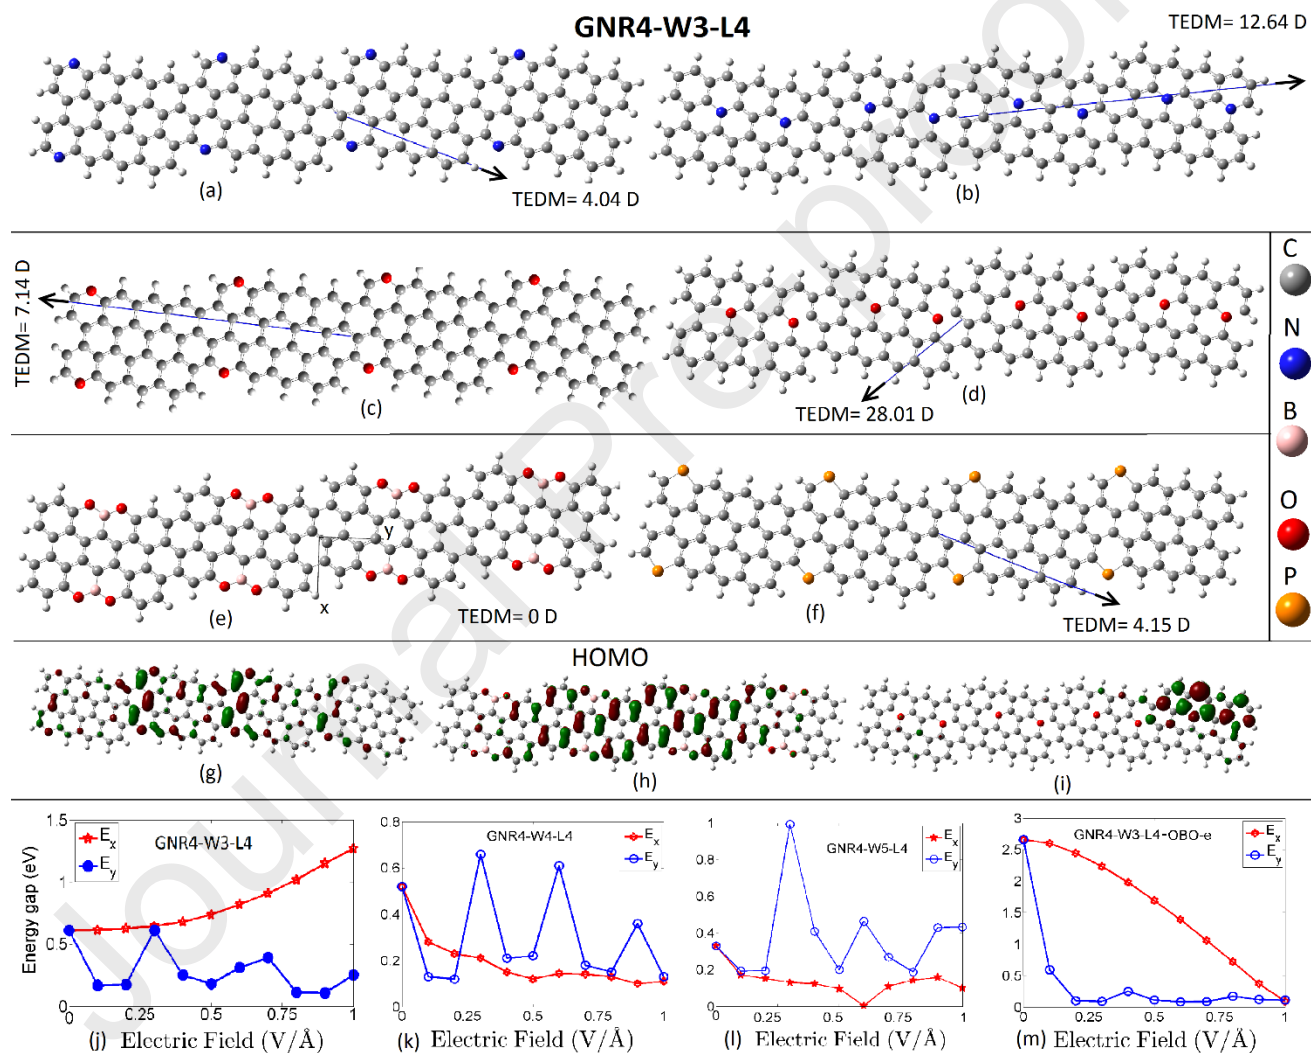 GNR4-W3-L4
TEDM= 12.64 D
TEDM= 4.04 D
(a)
(b)
TEDM= 7.14 D
(c)
TEDM= 28.01 D
(d)
C
N
B
O
P
y
x
(e)
TEDM= 0 D
(f)
TEDM= 4.15 D
HOMO
(g)
(h)
(i)
Energy gap (eV)
1.5
1
0.5
0
Ex
Ey
GNR4-W3-L4
0 0.25 0.5 0.75 1
(j) Electric Field (V/Å)
0.8
0.6
0.4
0.2
0
GNR4-W4-L4
Ex
Ey
0 0.25 0.5 0.75 1
(k) Electric Field (V/Å)
1
0.8
0.6
0.4
0.2
0
GNR4-W5-L4
Ex
Ey
0 0.25 0.5 0.75 1
(l) Electric Field (V/Å)
3
2.5
2
1.5
1
0.5
0
GNR4-W3-L4-OBO-e
Ex
Ey
0 0.25 0.5 0.75 1
(m) Electric Field (V/Å)
Journal Pre-proof